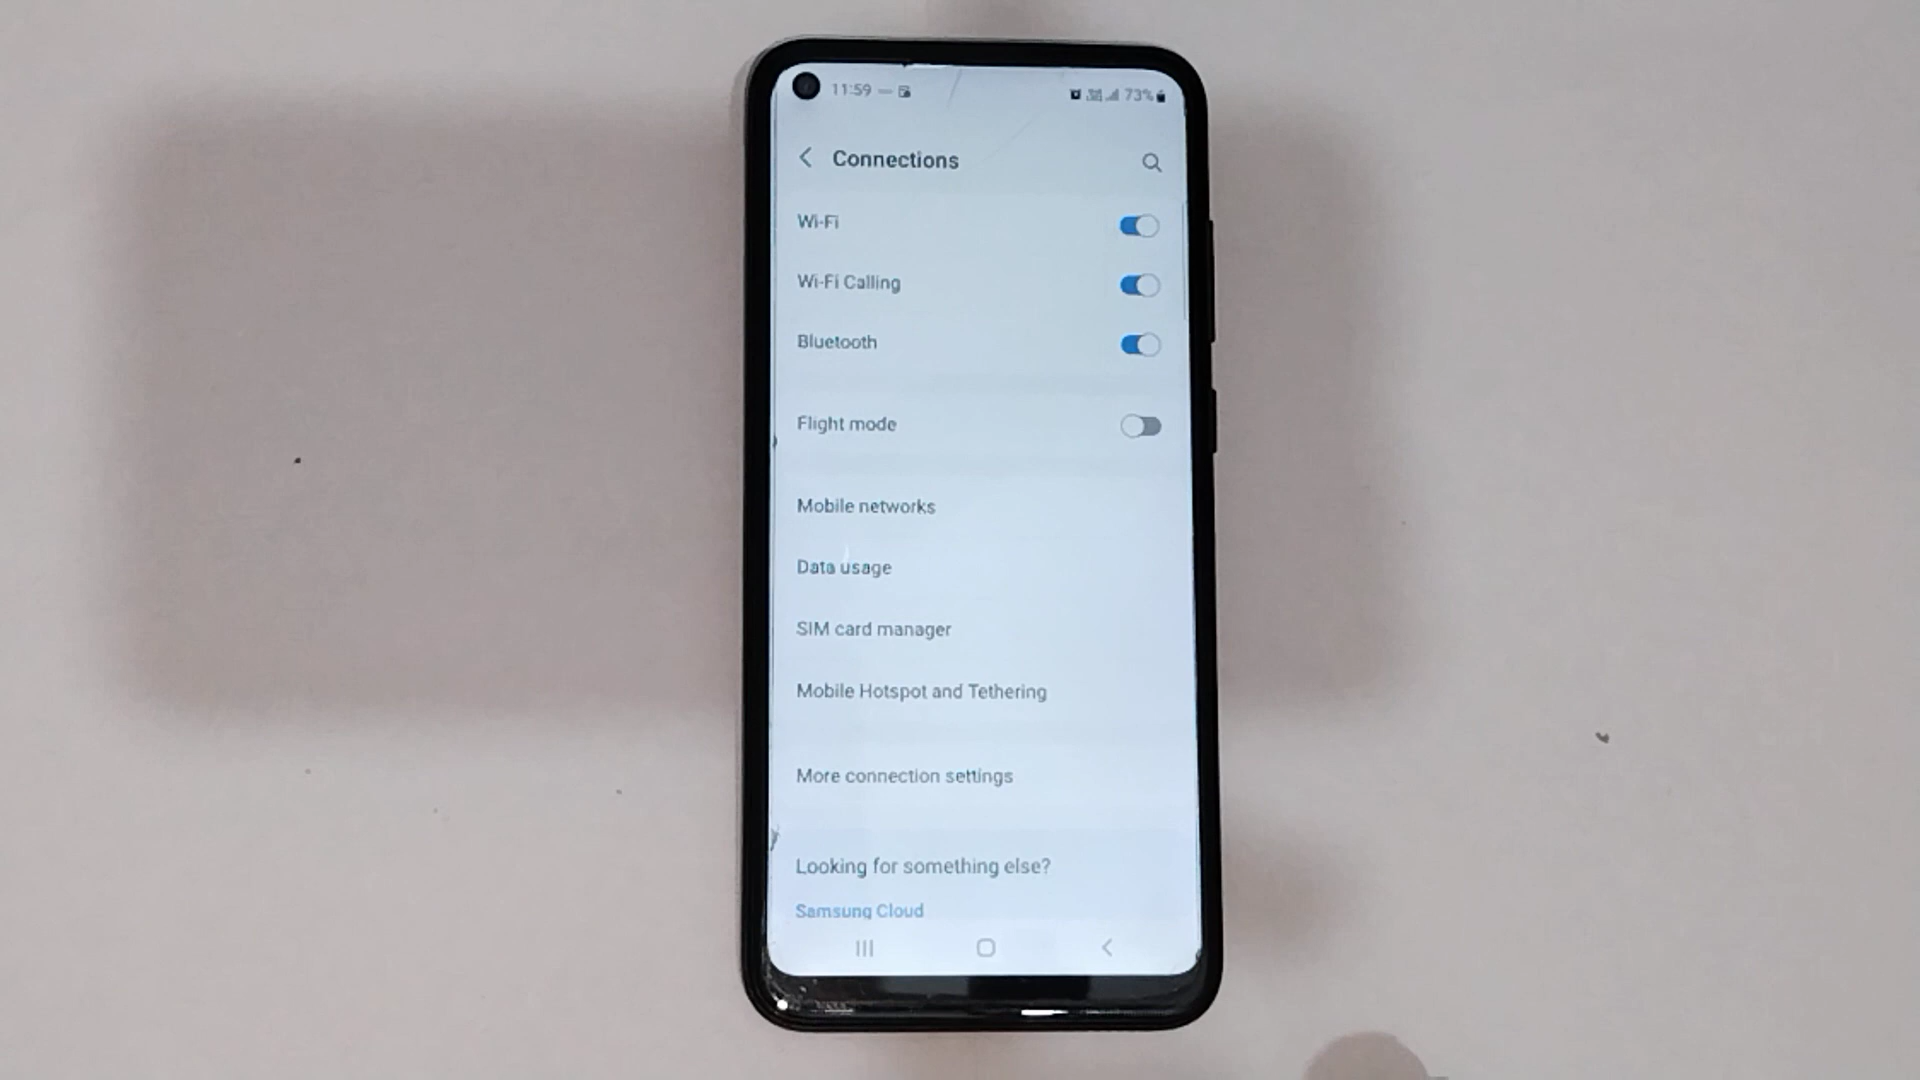 11:59
73%
Connections
Wi-Fi
Wi-Fi Calling
Bluetooth
Flight mode
Mobile networks
Data usage
SIM card manager
Mobile Hotspot and Tethering
More connection settings
Looking for something else?
Samsung Cloud